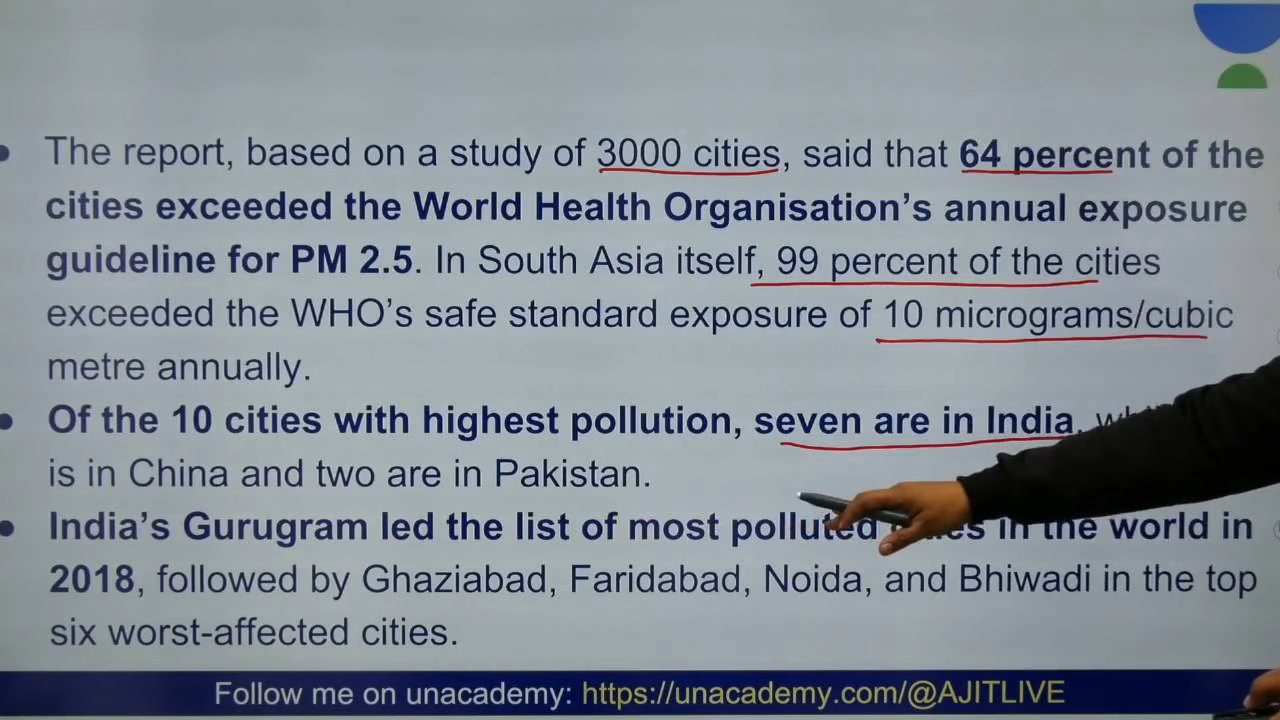 The report, based on a study of 3000 cities, said that 64 percent of the
cities exceeded the World Health Organisation’s annual exposure
guideline for PM 2.5. In South Asia itself, 99 percent of the cities
exceeded the WHO’s safe standard exposure of 10 micrograms/cubic
metre annually.
Of the 10 cities with highest pollution, seven are in India,
is in China and two are in Pakistan.
India’s Gurugram led the list of most polluted in the world in
2018, followed by Ghaziabad, Faridabad, Noida, and Bhiwadi in the top
six worst-affected cities.
Follow me on unacademy: https://unacademy.com/@AJITLIVE